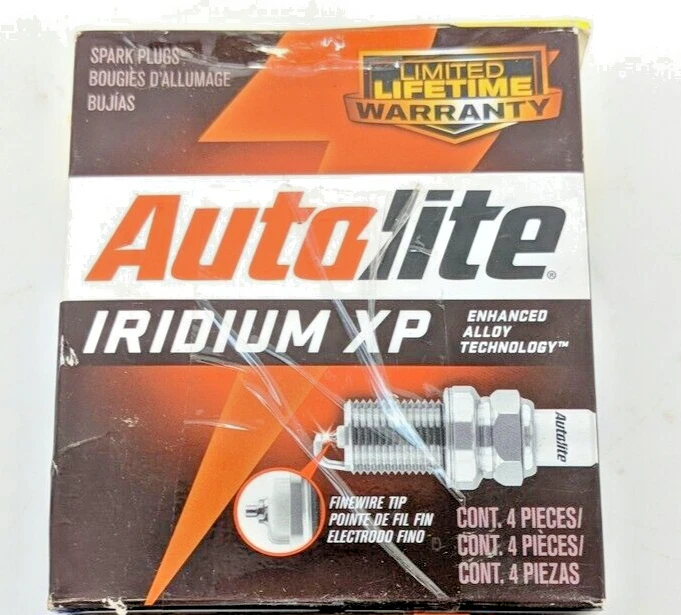 SPARK PLUGS
BOUGIES D'ALLUMAGE
BUJÍAS
LIMITED
LIFETIME
WARRANTY
Autolite®
IRIDIUM XP
ENHANCED
ALLOY
TECHNOLOGY™
Autolite
FINEWIRE TIP
POINTE DE FIL FIN
ELECTRODO FINO
CONT. 4 PIECES/
CONT. 4 PIÈCES/
CONT. 4 PIEZAS